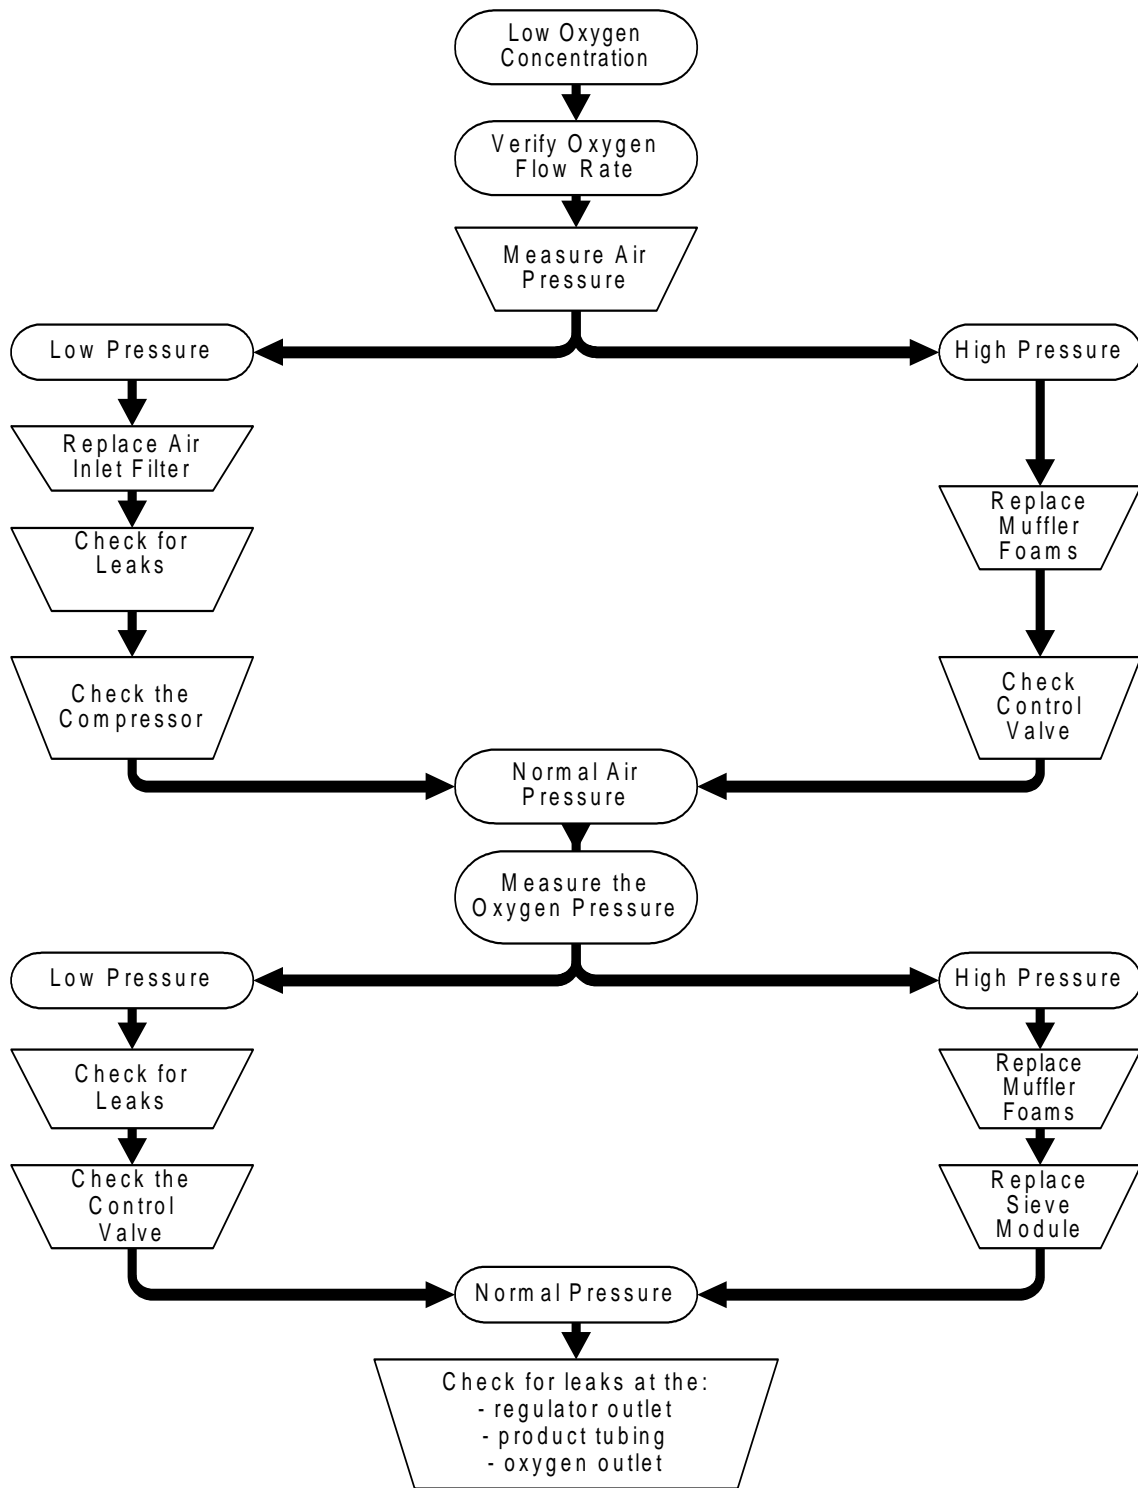 Low Oxygen
Concentration
Verify Oxygen
Flow Rate
Measure Air
Pressure
Low Pressure
High Pressure
Replace Air
Inlet Filter
Check for
Leaks
Check the
Compressor
Replace
Muffler
Foams
Check
Control
Valve
Normal Air
Pressure
Measure the
Oxygen Pressure
Low Pressure
High Pressure
Check for
Leaks
Check the
Control
Valve
Replace
Muffler
Foams
Replace
Sieve
Module
Normal Pressure
Check for leaks at the:
- regulator outlet
- product tubing
- oxygen outlet